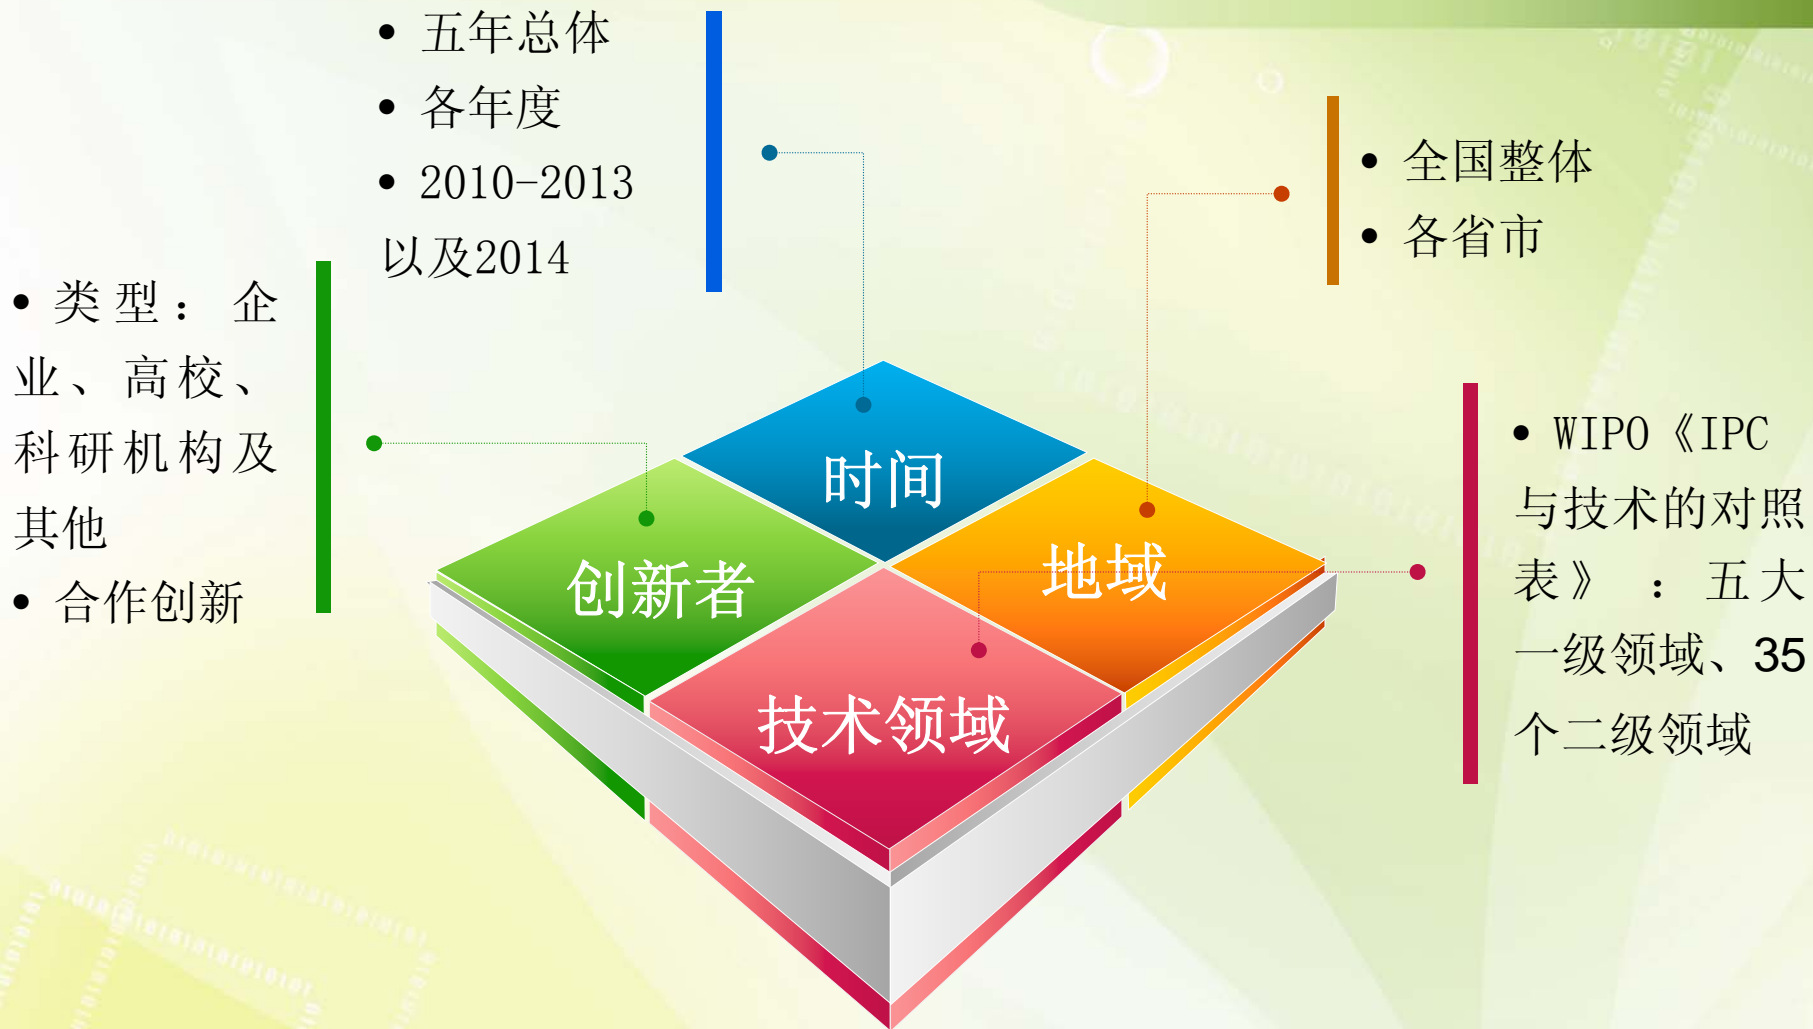 • 五年总体
• 各年度
• 2010-2013
以及2014
• 全国整体
• 各省市
• 类型：企
业、高校、
科研机构及
其他
• 合作创新
• WIPO《IPC
与技术的对照
表》：五大
一级领域、35
个二级领域
时间
创新者
地域
技术领域